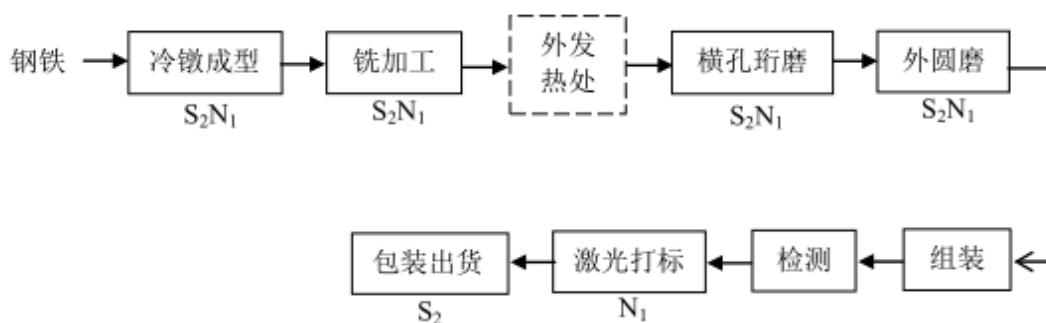 钢铁
冷镦成型
铣加工
外发
热处
横孔珩磨
外圆磨
S₂N₁
S₂N₁
S₂N₁
S₂N₁
包装出货
激光打标
检测
组装
S₂
N₁